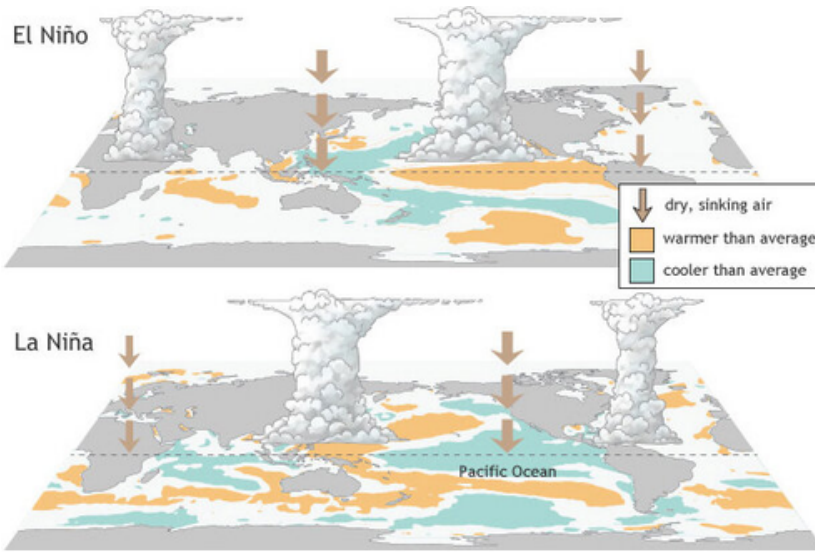 El Niño
dry, sinking air
warmer than average
cooler than average
La Niña
Pacific Ocean